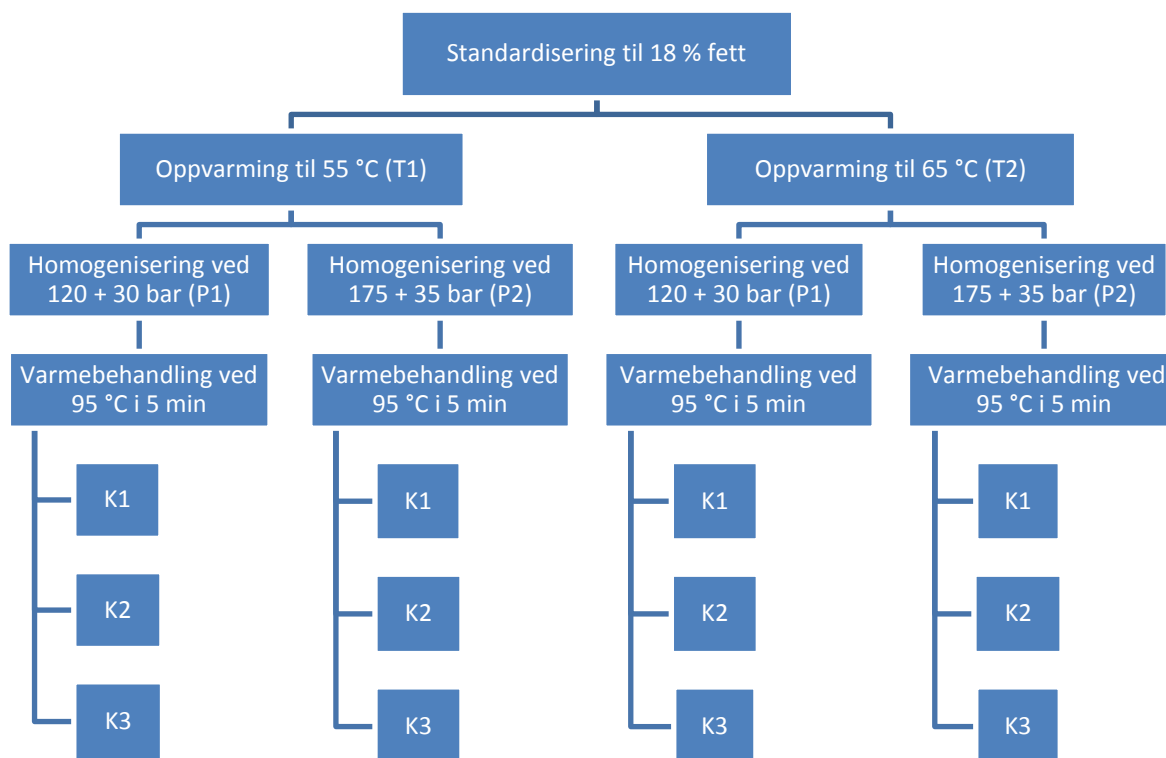 Standardisering til 18 % fett
Oppvarming til 55 °C (T1)
Oppvarming til 65 °C (T2)
Homogenisering ved
120 + 30 bar (P1)
Homogenisering ved
175 + 35 bar (P2)
Homogenisering ved
120 + 30 bar (P1)
Homogenisering ved
175 + 35 bar (P2)
Varmebehandling ved
95 °C i 5 min
Varmebehandling ved
95 °C i 5 min
Varmebehandling ved
95 °C i 5 min
Varmebehandling ved
95 °C i 5 min
K1
K1
K1
K1
K2
K2
K2
K2
K3
K3
K3
K3